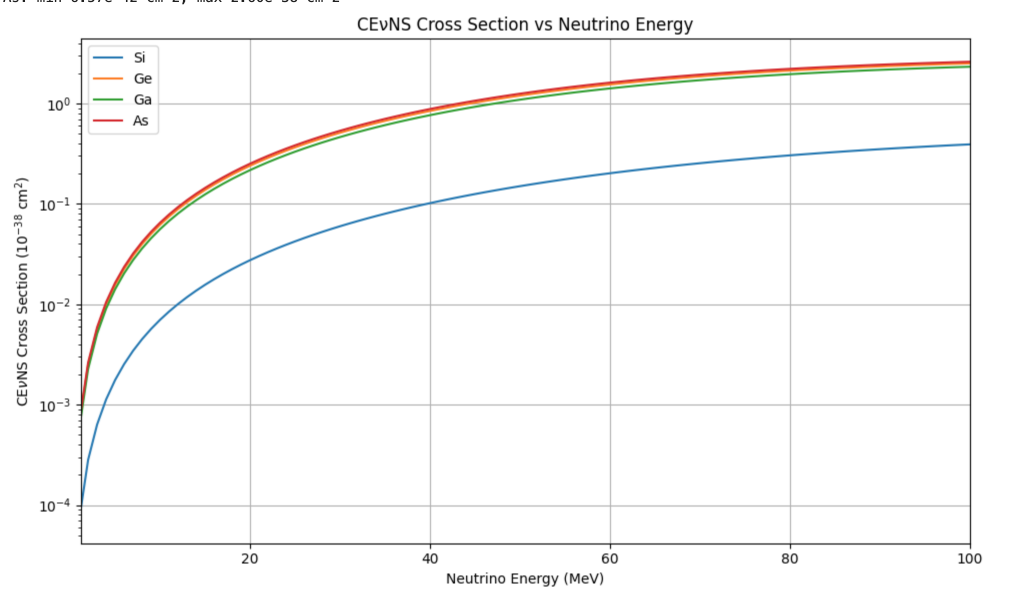 CEνNS Cross Section vs Neutrino Energy
Si
Ge
Ga
As
10⁰
10⁻¹
10⁻²
10⁻³
10⁻⁴
CEνNS Cross Section (10⁻³⁸ cm²)
20
40
60
80
100
Neutrino Energy (MeV)